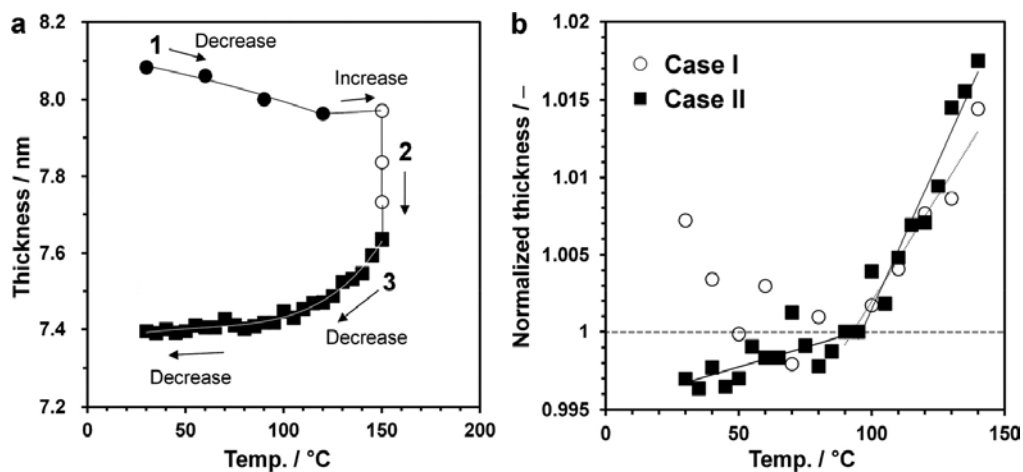 a
8.2
8.0
7.8
7.6
7.4
7.2
Thickness / nm
1
Decrease
Increase
2
3
Decrease
Decrease
0
50
100
150
200
Temp. / °C
b
1.02
1.015
1.01
1.005
1
0.995
Normalized thickness / –
Case I
Case II
0
50
100
150
Temp. / °C